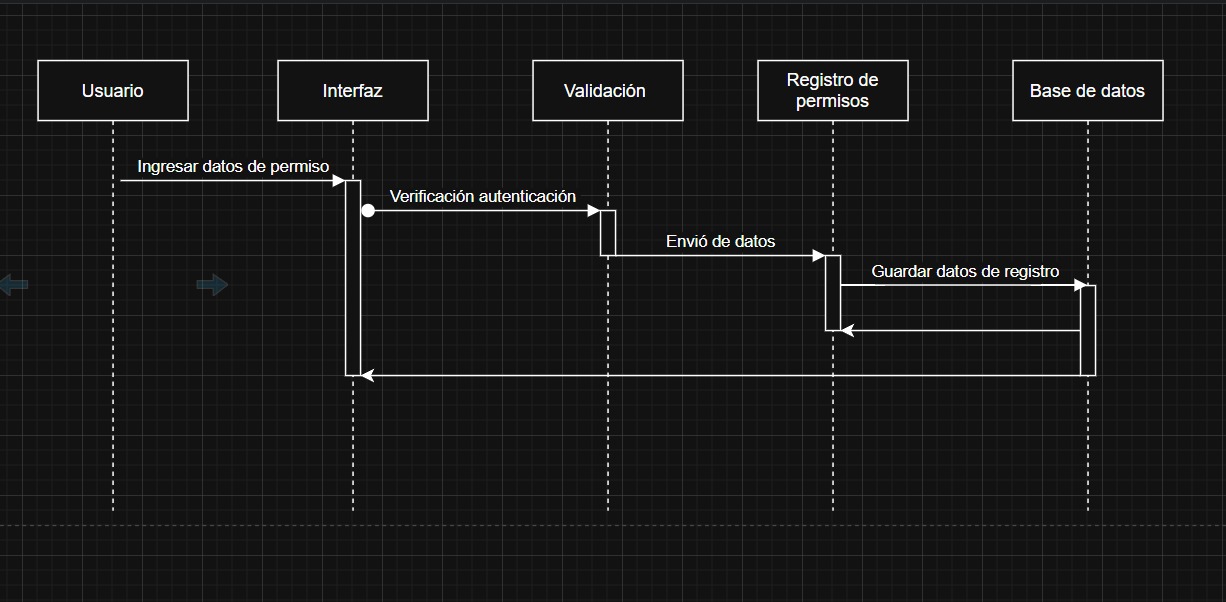 Usuario
Interfaz
Validación
Registro de
permisos
Base de datos
Ingresar datos de permiso
Verificación autenticación
Envió de datos
Guardar datos de registro